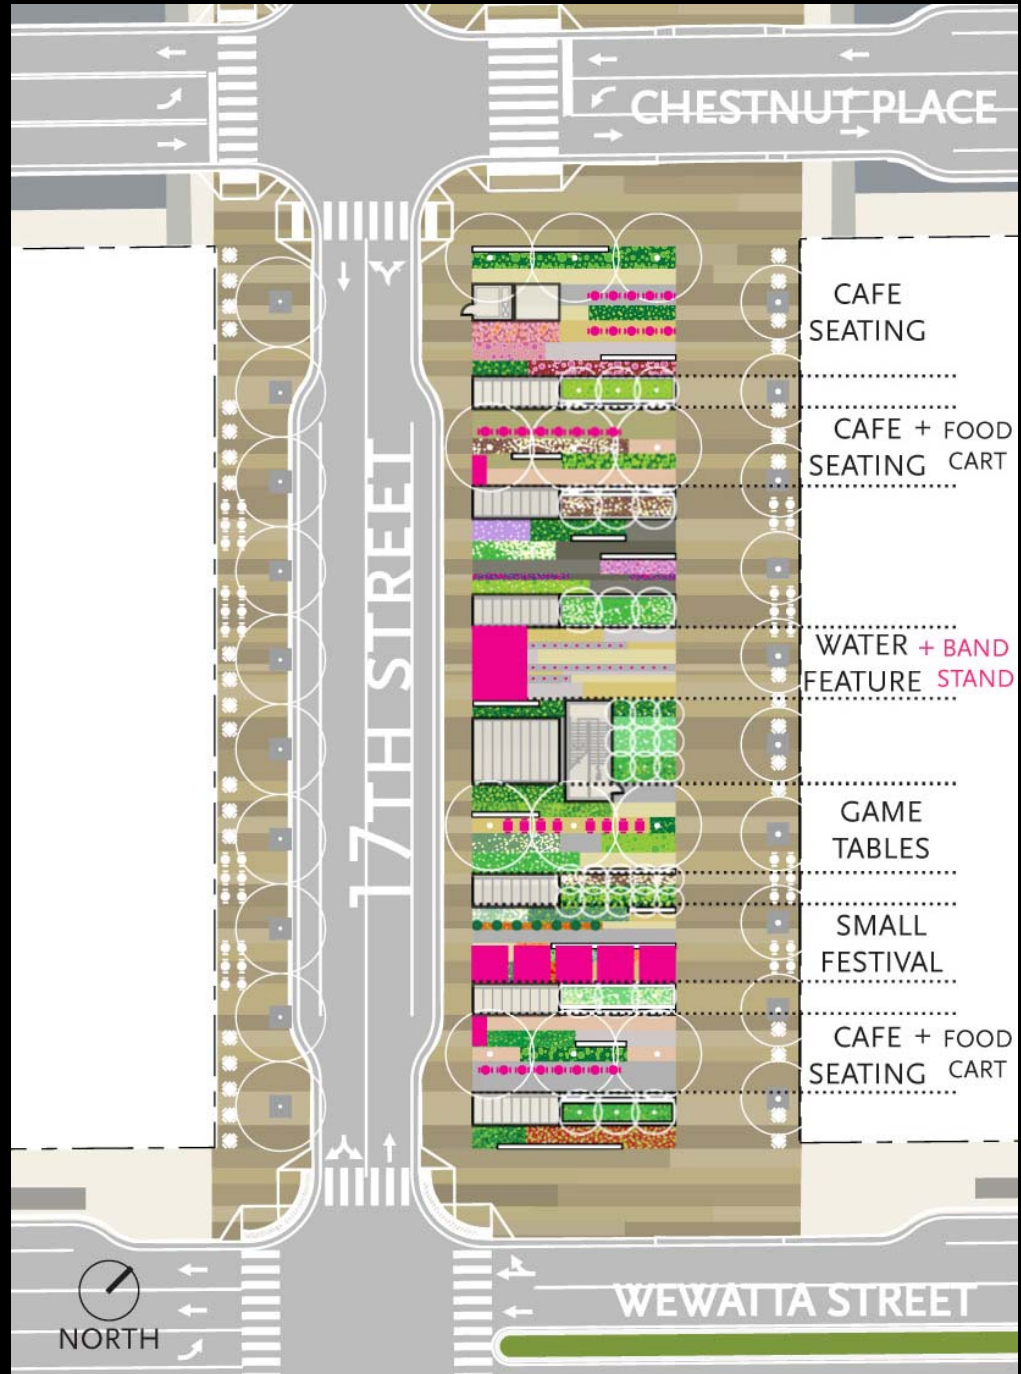 CHESTNUT PLACE
CAFE
SEATING
CAFE + FOOD
SEATING CART
17TH STREET
WATER + BAND
FEATURE STAND
GAME
TABLES
SMALL
FESTIVAL
CAFE + FOOD
SEATING CART
WEWATTA STREET
NORTH